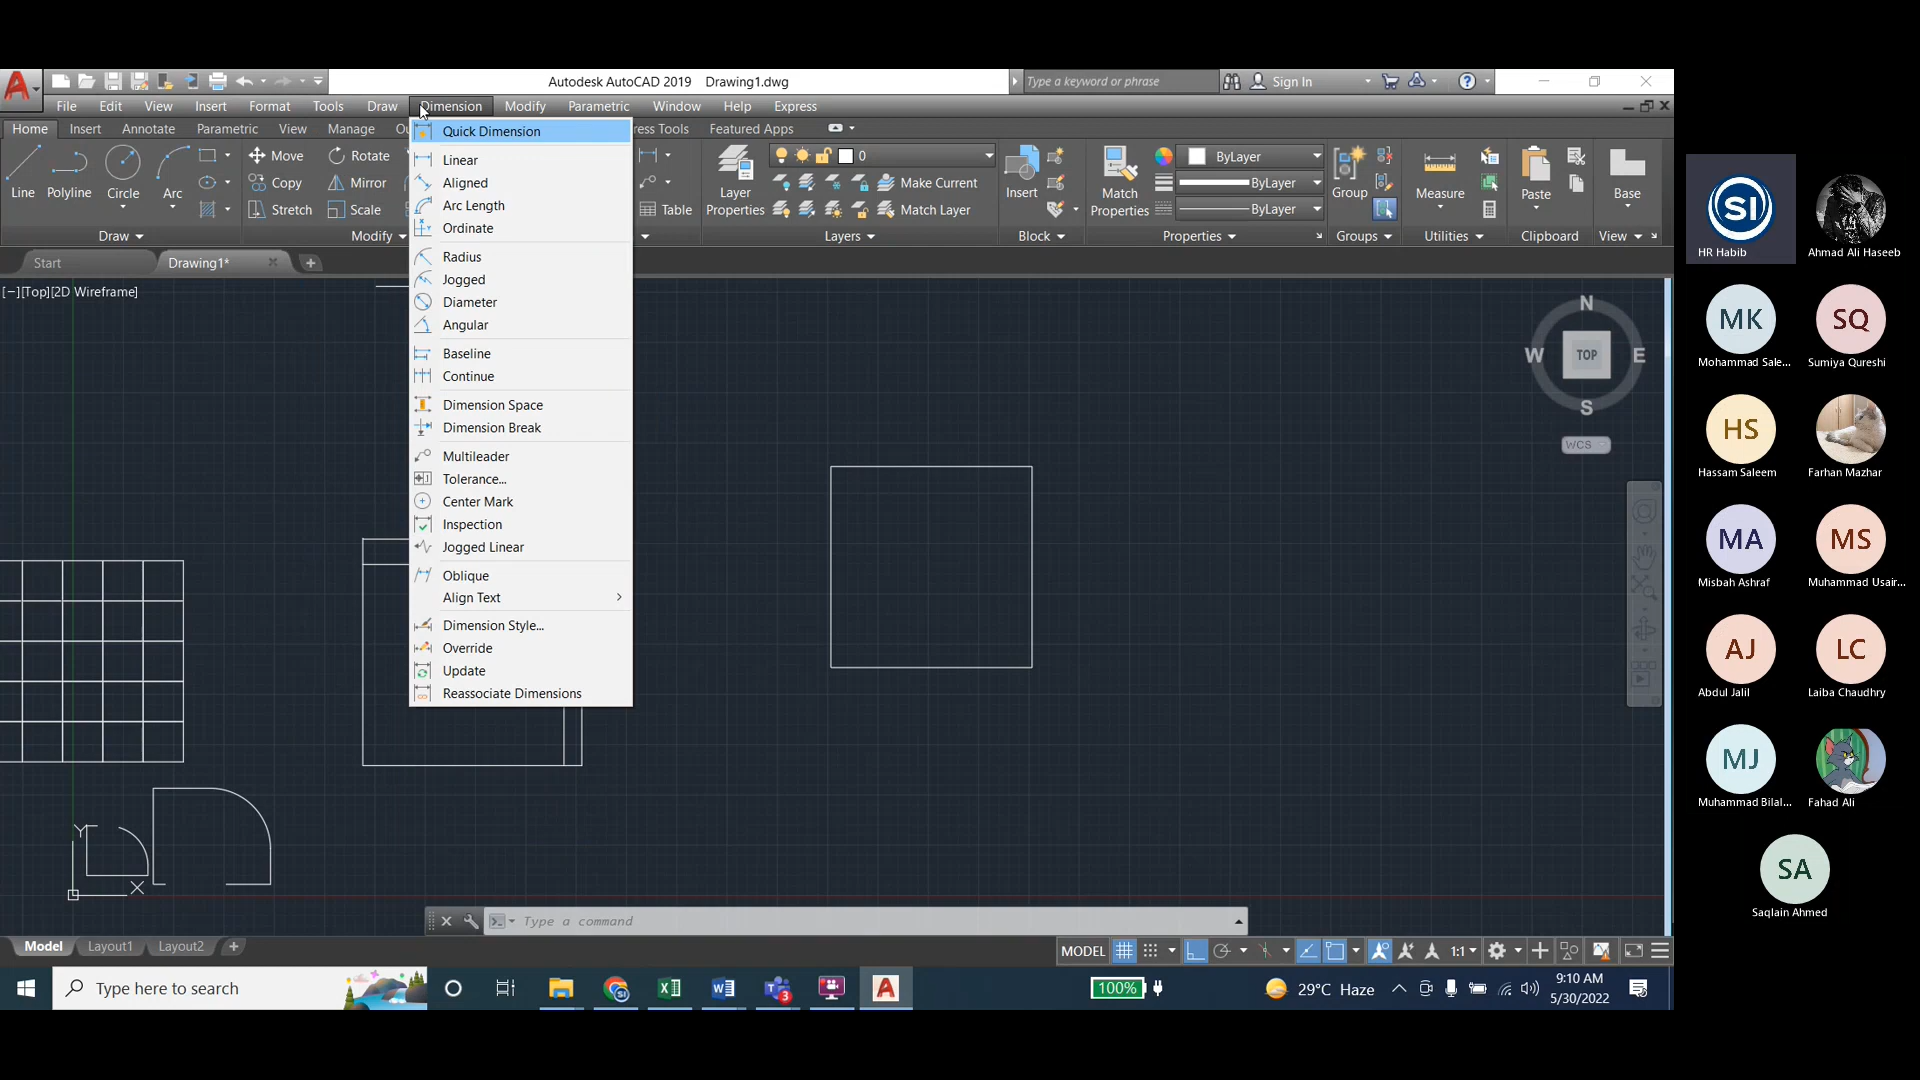 Autodesk AutoCAD 2019 Drawing1.dwg
Type a keyword or phrase
Sign In
File Edit View Insert Format Tools Draw Dimension Modify Parametric Window Help Express
Home Insert Annotate Parametric View Manage Ou
ress Tools Featured Apps
Line
Polyline
Circle
Arc
Move
Rotate
Copy
Mirror
Stretch
Scale
Table
Layer
Properties
0
Make Current
Match Layer
Insert
Match
Properties
ByLayer
ByLayer
ByLayer
Group
Measure
Paste
Base
Draw
Modify
Layers
Block
Properties
Groups
Utilities
Clipboard
View
Start
Drawing1*
[−][Top][2D Wireframe]
Quick Dimension
Linear
Aligned
Arc Length
Ordinate
Radius
Jogged
Diameter
Angular
Baseline
Continue
Dimension Space
Dimension Break
Multileader
Tolerance...
Center Mark
Inspection
Jogged Linear
Oblique
Align Text
Dimension Style...
Override
Update
Reassociate Dimensions
N
W
TOP
E
S
WCS
Y
X
Type a command
Model
Layout1
Layout2
MODEL
1:1
Type here to search
3
100%
29°C Haze
9:10 AM
5/30/2022
SI
HR Habib
Ahmad Ali Haseeb
MK
Mohammad Sale...
SQ
Sumiya Qureshi
HS
Hassam Saleem
Farhan Mazhar
MA
Misbah Ashraf
MS
Muhammad Usair...
AJ
Abdul Jalil
LC
Laiba Chaudhry
MJ
Muhammad Bilal...
Fahad Ali
SA
Saqlain Ahmed